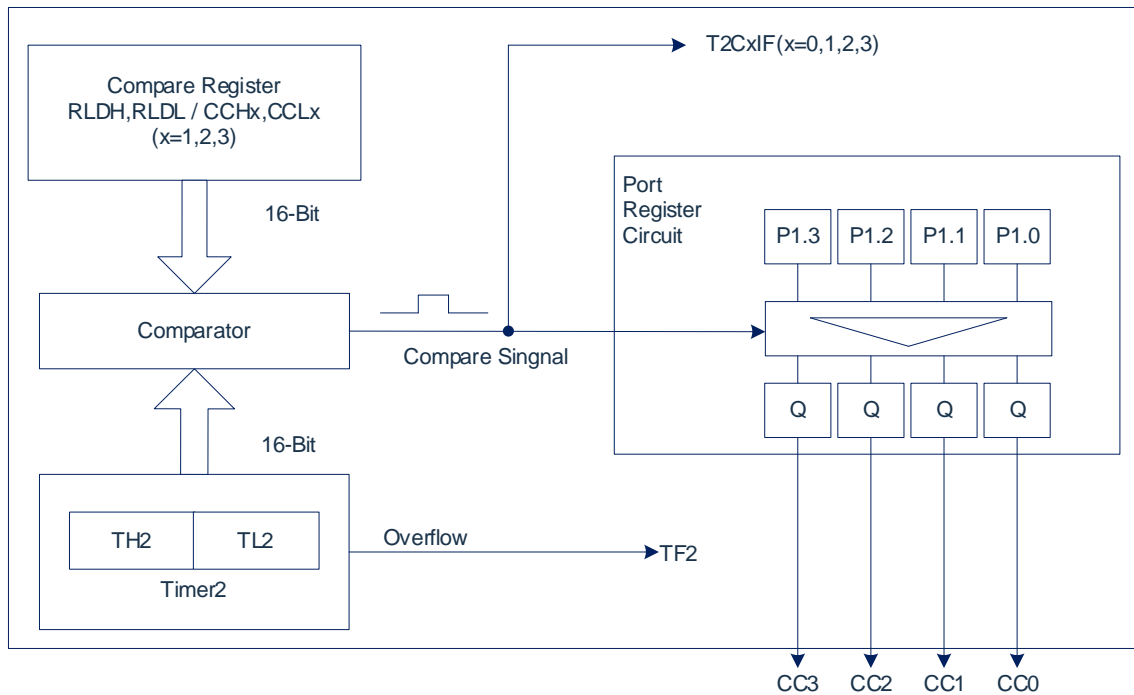 Compare Register
RLDH,RLDL / CCHx,CCLx
(x=1,2,3)
T2CxIF(x=0,1,2,3)
16-Bit
Port
Register
Circuit
P1.3 P1.2 P1.1 P1.0
Comparator
Compare Singnal
Q Q Q Q
16-Bit
TH2 TL2
Timer2
Overflow
TF2
CC3 CC2 CC1 CC0